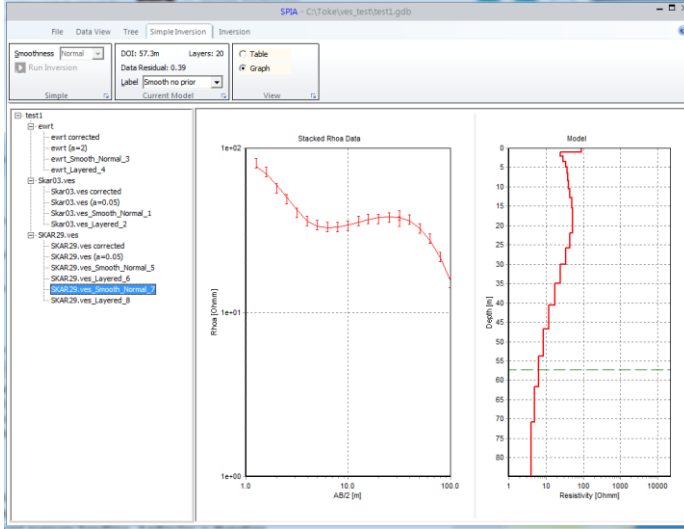 SPIA - C:\Toke\ves_test\test1.gdb
File Data View Tree Simple Inversion Inversion
Smoothness Normal
Run Inversion
Simple
DOI: 57.3m Layers: 20
Data Residual: 0.39
Label Smooth no prior
Current Model
Table
Graph
View
test1
ewrt
ewrt corrected
ewrt (a=2)
ewrt_Smooth_Normal_3
ewrt_Layered_4
Skar03.ves
Skar03.ves corrected
Skar03.ves (a=0.05)
Skar03.ves_Smooth_Normal_1
Skar03.ves_Layered_2
SKAR29.ves
SKAR29.ves corrected
SKAR29.ves (a=0.05)
SKAR29.ves_Smooth_Normal_5
SKAR29.ves_Layered_6
SKAR29.ves_Smooth_Normal_7
SKAR29.ves_Layered_8
Stacked Rhoa Data
1e+02
1e+01
1e+00
Rhoa [Ohmm]
1.0 10.0 100.0
AB/2 [m]
Model
0
5
10
15
20
25
30
35
40
45
50
55
60
65
70
75
80
Depth [m]
1 10 100 1000 10000
Resistivity [Ohmm]